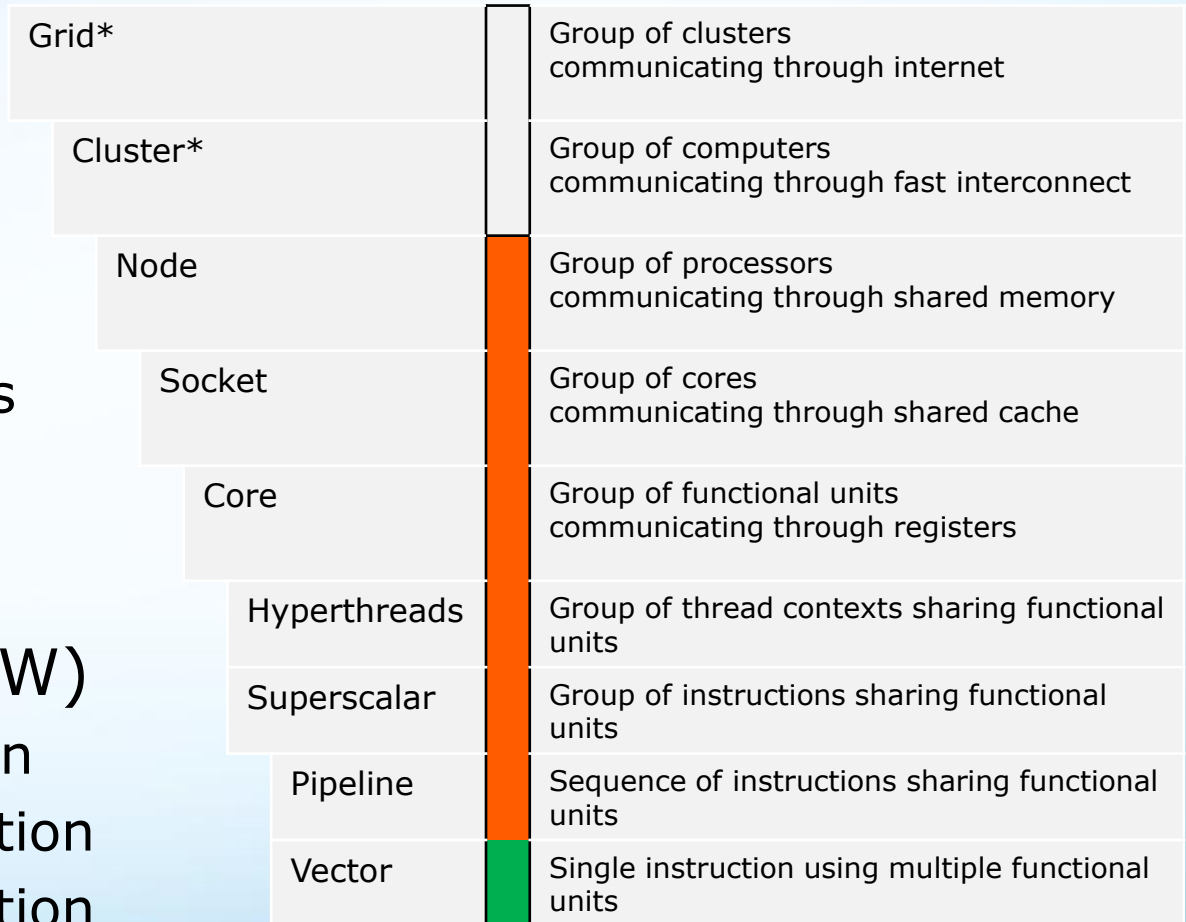 Grid*
Group of clusters
communicating through internet
Cluster*
Group of computers
communicating through fast interconnect
Node
Group of processors
communicating through shared memory
s
Socket
Group of cores
communicating through shared cache
Core
Group of functional units
communicating through registers
Hyperthreads
Group of thread contexts sharing functional
units
W)
Superscalar
Group of instructions sharing functional
units
n
Pipeline
Sequence of instructions sharing functional
units
tion
Vector
Single instruction using multiple functional
units
tion